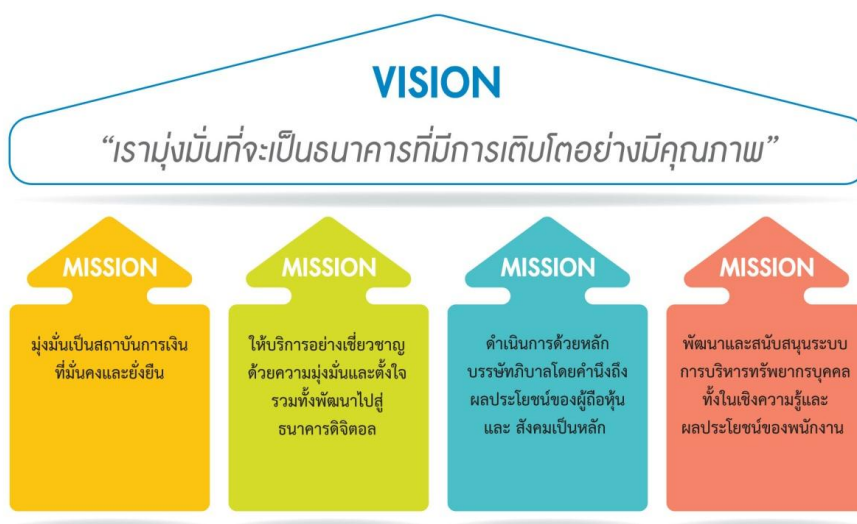 VISION
“เรามุ่งมั่นที่จะเป็นธนาคารที่มีการเติบโตอย่างมีคุณภาพ”
MISSION
มุ่งมั่นเป็นสถาบันการเงิน
ที่มั่นคงและยั่งยืน
MISSION
ให้บริการอย่างเชี่ยวชาญ
ด้วยความมุ่งมั่นและตั้งใจ
รวมทั้งพัฒนาไปสู่
ธนาคารดิจิตอล
MISSION
ดำเนินการด้วยหลัก
บรรษัทภิบาลโดยคำนึงถึง
ผลประโยชน์ของผู้ถือหุ้น
และ สังคมเป็นหลัก
MISSION
พัฒนาและสนับสนุนระบบ
การบริหารทรัพยากรบุคคล
ทั้งในเชิงความรู้และ
ผลประโยชน์ของพนักงาน